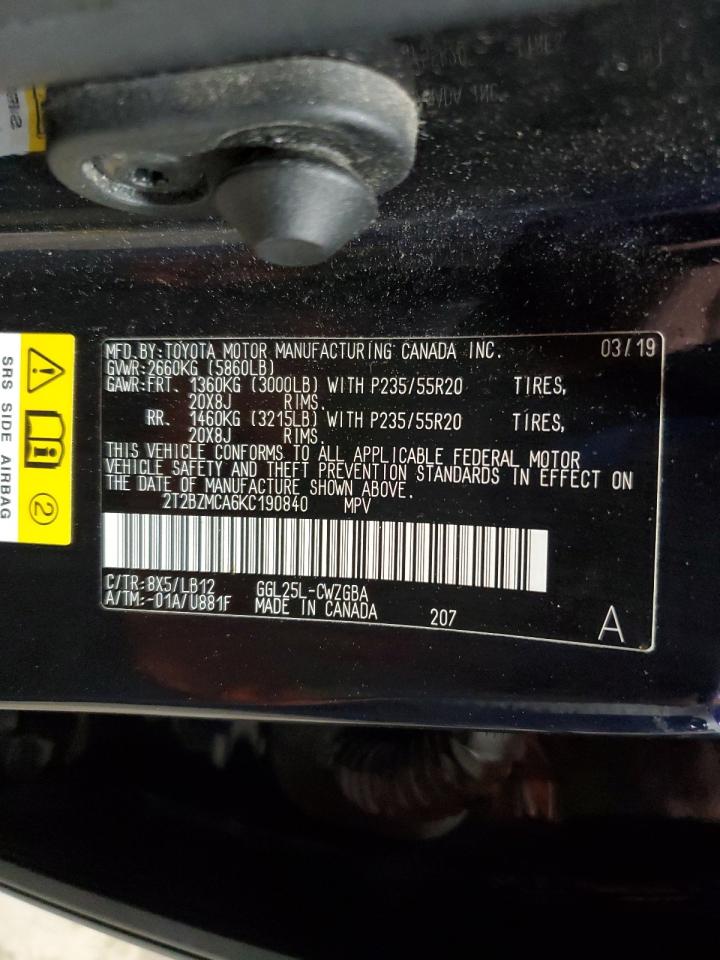 MFD. BY: TOYOTA MOTOR MANUFACTURING CANADA INC. 03/19
GVWR: 2660KG (5860LB)
GAWR: FRT. 1360KG (3000LB) WITH P235/55R20 TIRES,
20X8J RIMS.
RR. 1460KG (3215LB) WITH P235/55R20 TIRES,
20X8J RIMS.
THIS VEHICLE CONFORMS TO ALL APPLICABLE FEDERAL MOTOR
VEHICLE SAFETY AND THEFT PREVENTION STANDARDS IN EFFECT ON
THE DATE OF MANUFACTURE SHOWN ABOVE.
2T2BZMCA6KC190840 MPV
C/TR: 8X5/LB12 GGL25L-CWZGBA
A/TM: -01A/U881F MADE IN CANADA 207 A
SRS SIDE AIRBAG
2